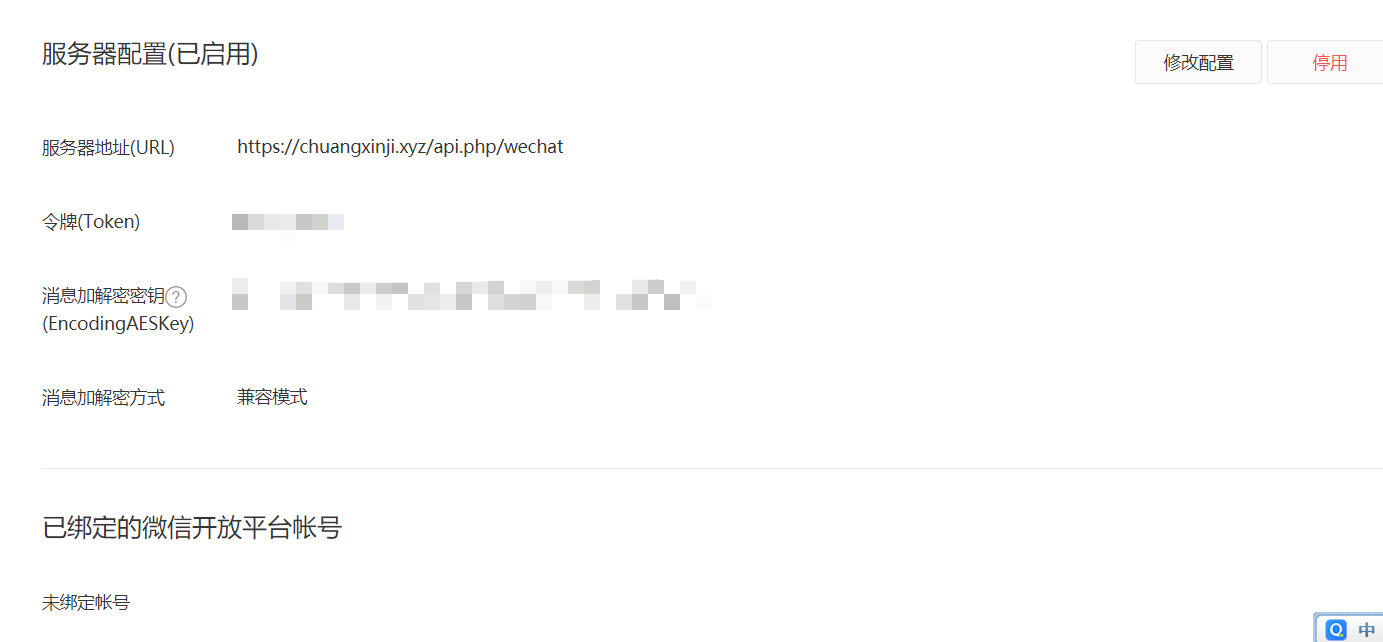 服务器配置(已启用)
修改配置
停用
服务器地址(URL)
https://chuangxinji.xyz/api.php/wechat
令牌(Token)
消息加解密密钥?
(EncodingAESKey)
消息加解密方式
兼容模式
已绑定的微信开放平台帐号
未绑定帐号
中